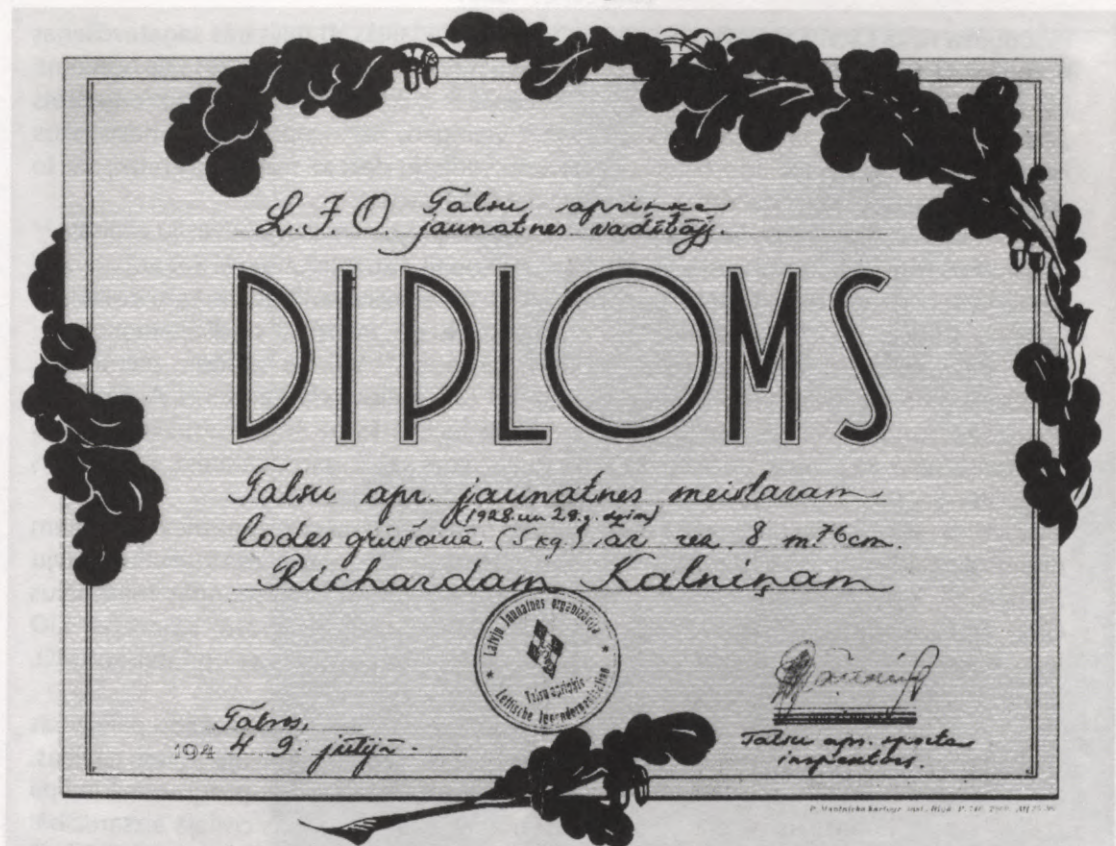 L.J.O. Talsu apriņķa
jaunatnes vadītājs.
DIPLOMS
Talsu apr. jaunatnes meistaram
(1928. un 29. g. dzim)
lodes grūšanā (5 kg.) ar rez. 8 m. 76 cm.
Richardam Kalniņam
Latvju Jaunatnes organizācija
Talsu apriņķis
Lettische Jugendorganisation
Talsos,
1944. 9. jūlijā.
Talsu apr. sporta
inspektors.